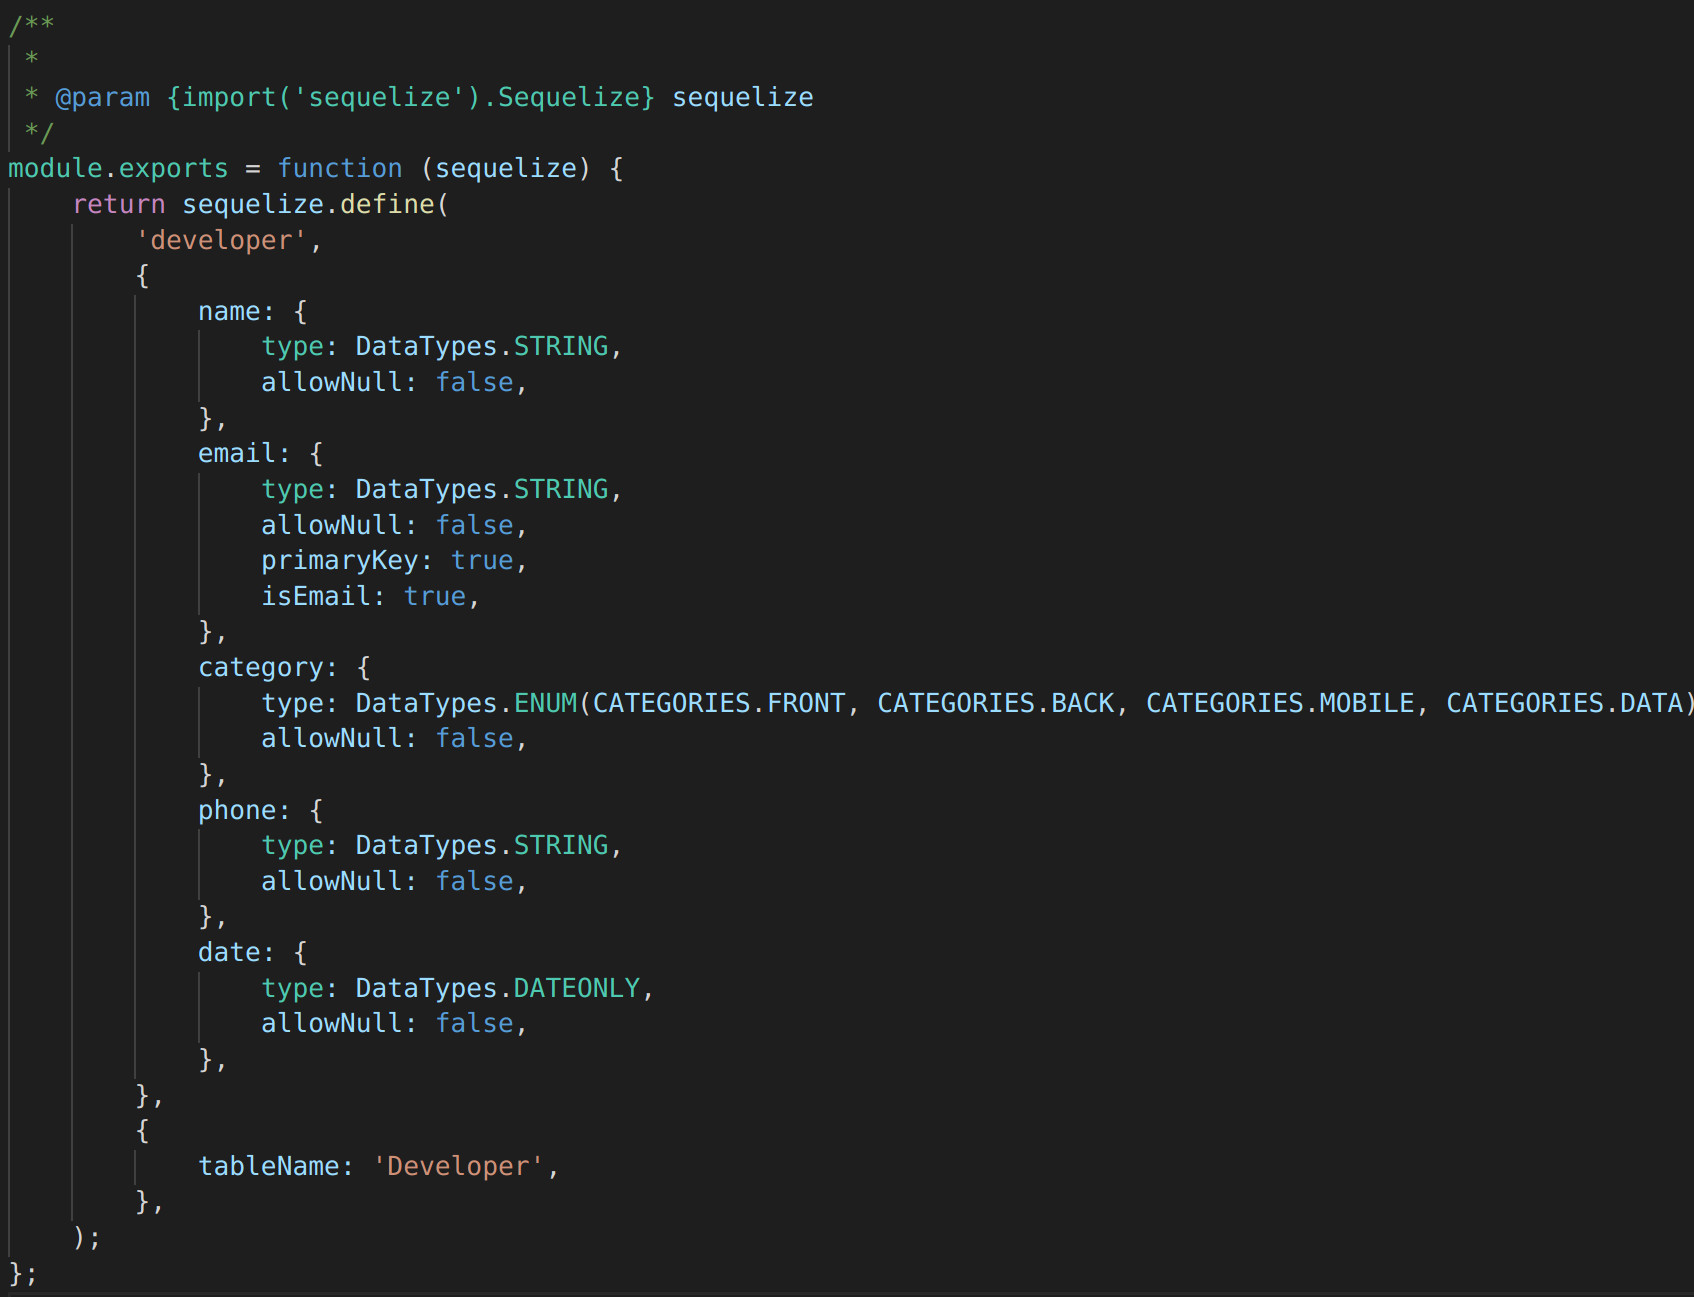 /**
 *
 * @param {import('sequelize').Sequelize} sequelize
 */
module.exports = function (sequelize) {
    return sequelize.define(
        'developer',
        {
            name: {
                type: DataTypes.STRING,
                allowNull: false,
            },
            email: {
                type: DataTypes.STRING,
                allowNull: false,
                primaryKey: true,
                isEmail: true,
            },
            category: {
                type: DataTypes.ENUM(CATEGORIES.FRONT, CATEGORIES.BACK, CATEGORIES.MOBILE, CATEGORIES.DATA)
                allowNull: false,
            },
            phone: {
                type: DataTypes.STRING,
                allowNull: false,
            },
            date: {
                type: DataTypes.DATEONLY,
                allowNull: false,
            },
        },
        {
            tableName: 'Developer',
        },
    );
};